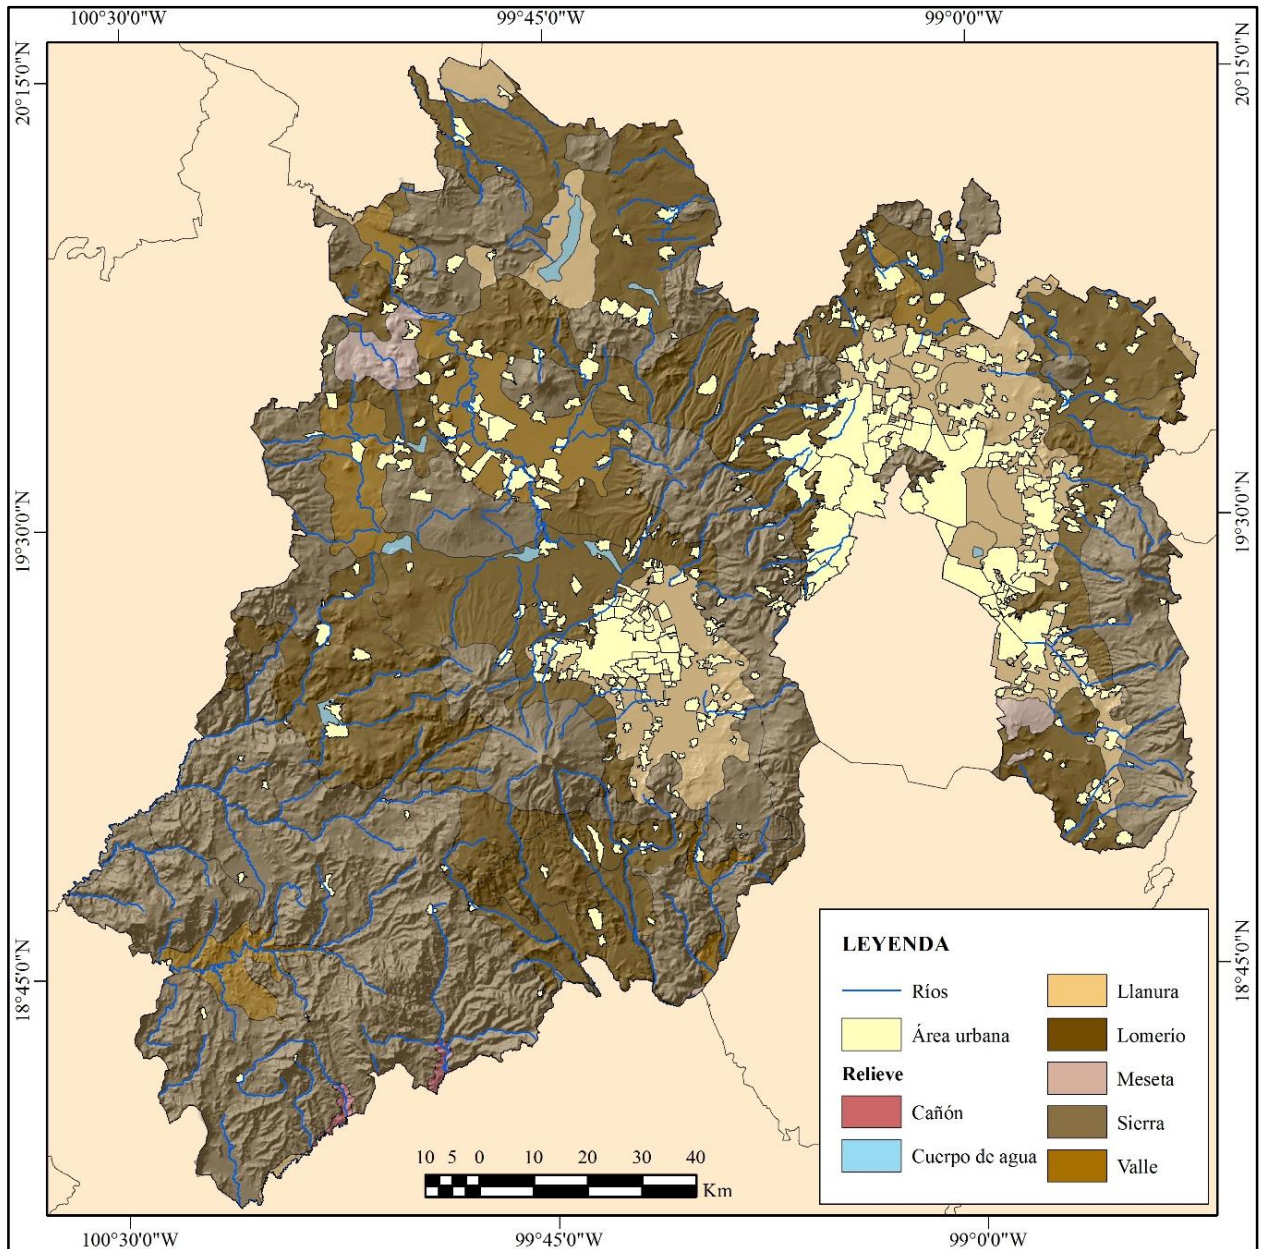 100°30'0"W 99°45'0"W 99°0'0"W
20°15'0"N
20°15'0"N
19°30'0"N
19°30'0"N
18°45'0"N
18°45'0"N
LEYENDA
Ríos
Área urbana
Relieve
Cañón
Cuerpo de agua
Llanura
Lomerio
Meseta
Sierra
Valle
10 5 0 10 20 30 40
Km
100°30'0"W 99°45'0"W 99°0'0"W